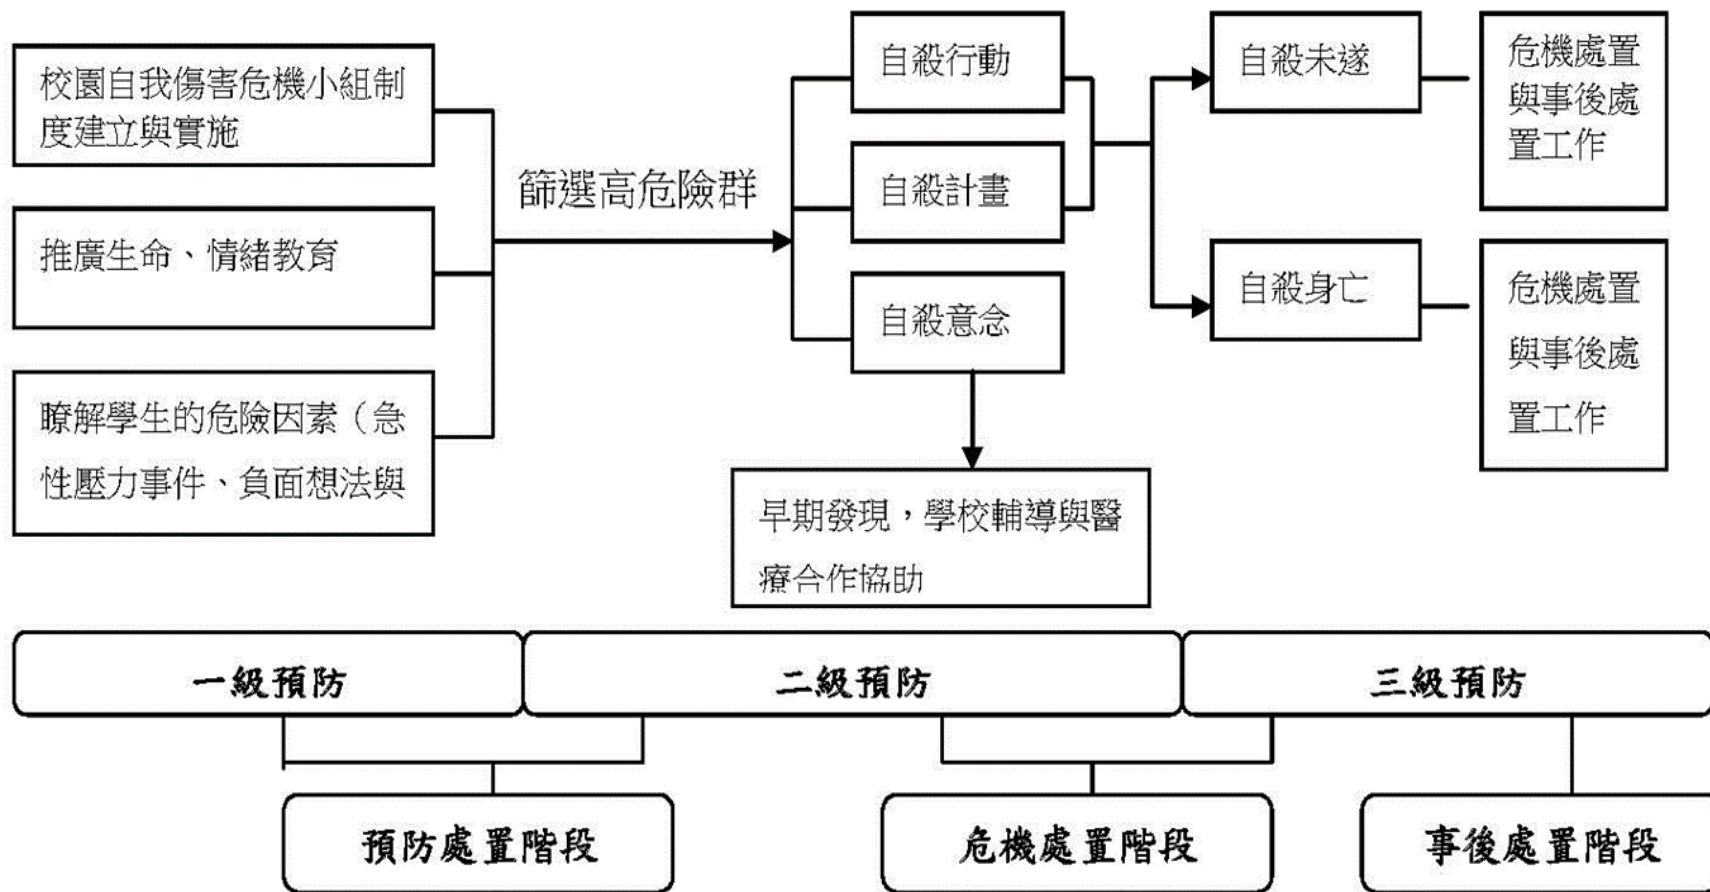 校園自我傷害危機小組制
度建立與實施
推廣生命、情緒教育
瞭解學生的危險因素（急
性壓力事件、負面想法與
篩選高危險群
自殺行動
自殺計畫
自殺意念
早期發現，學校輔導與醫
療合作協助
自殺未遂
自殺身亡
危機處置
與事後處
置工作
危機處置
與事後處
置工作
一級預防
二級預防
三級預防
預防處置階段
危機處置階段
事後處置階段